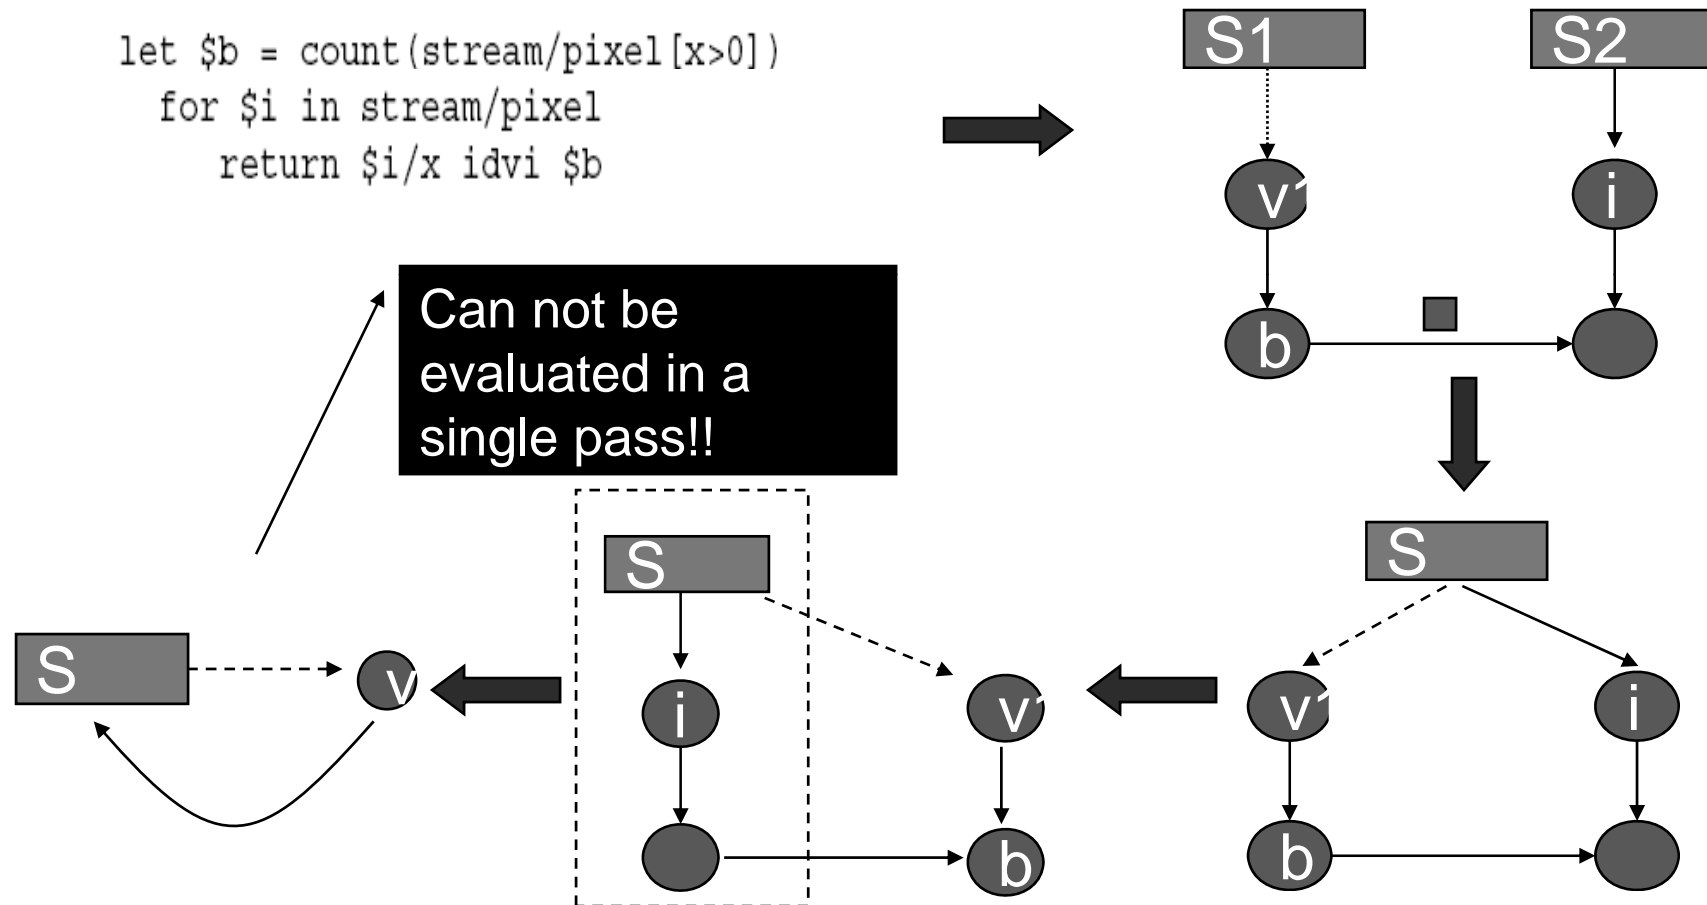 let $b = count(stream/pixel[x>0])
for $i in stream/pixel
return $i/x idvi $b
S1
S2
v1
i
b
Can not be
evaluated in a
single pass!!
S
v1
i
b
S
i
v1
b
S
v